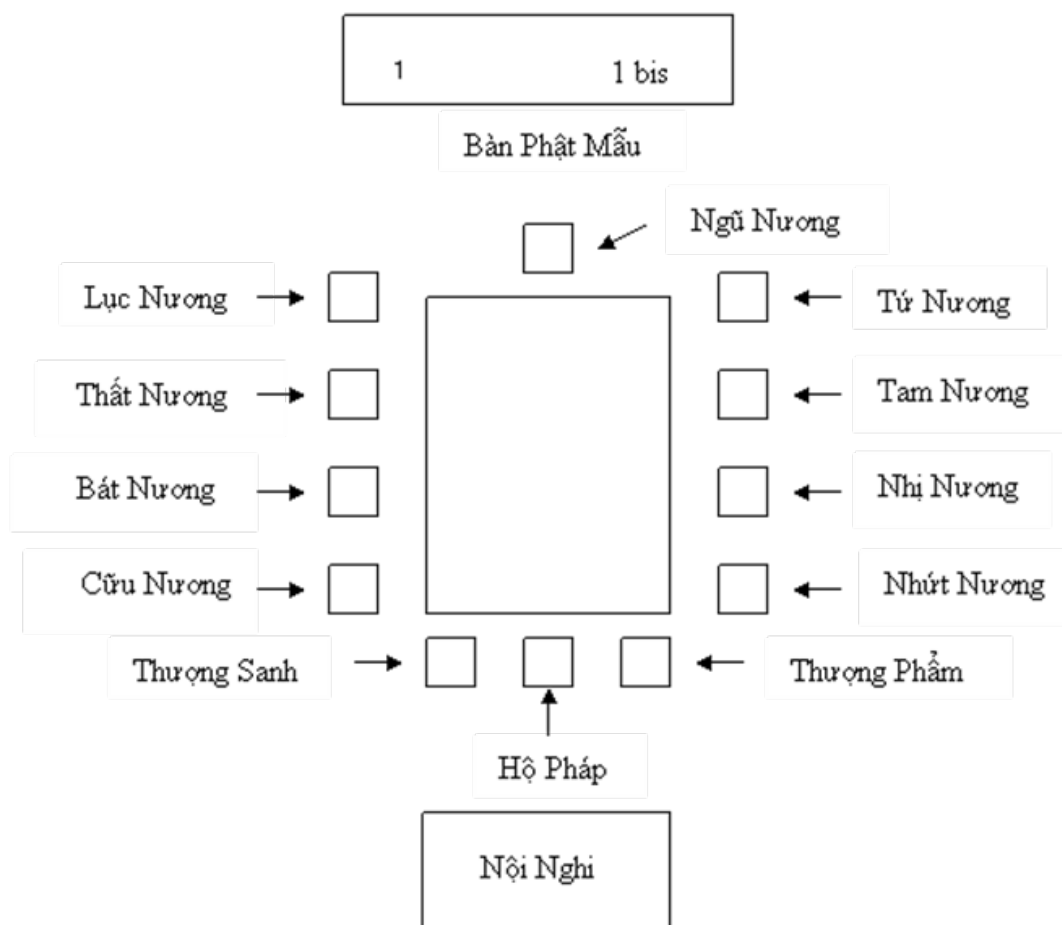 1 1 bis
Bàn Phật Mẫu
Ngũ Nương
Lục Nương
Tứ Nương
Thất Nương
Tam Nương
Bát Nương
Nhị Nương
Cữu Nương
Nhứt Nương
Thượng Sanh
Thượng Phẩm
Hộ Pháp
Nội Nghi